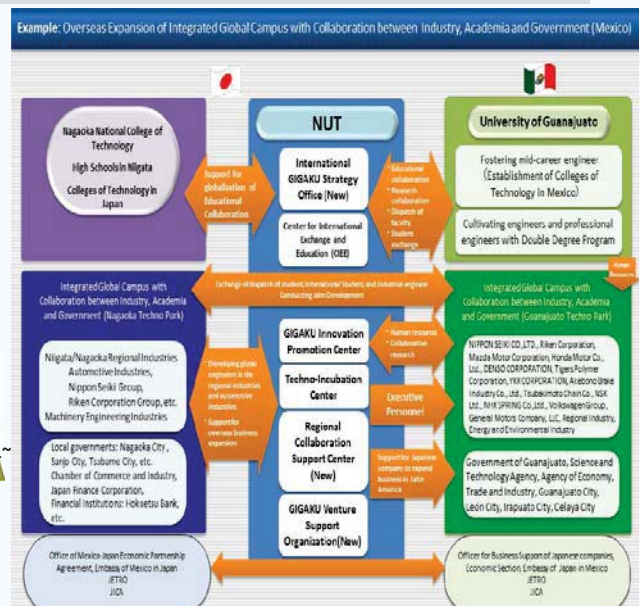 Example: Overseas Expansion of Integrated Global Campus with Collaboration between Industry, Academia and Government (Mexico)
Nagaoka National College of
Technology
High Schools in Niigata
Colleges of Technology in
Japan
Support for
globalization of
Educational
Collaboration
NUT
International
GIGAKU Strategy
Office (New)
Center for International
Exchange and
Education (CIEE)
• Educational
collaboration
• Research
collaboration
• Dispatch of
faculty
• Student
exchange
University of Guanajuato
Fostering mid-career engineer
(Establishment of Colleges of
Technology in Mexico)
Cultivating engineers and professional
engineers with Double Degree Program
Human
Resources
Exchange of dispatch of student, International Student, and industrial engineer
Conducting Joint Development
Integrated Global Campus with
Collaboration between Industry, Academia
and Government (Nagaoka Techno Park)
Niigata/Nagaoka Regional Industries
Automotive Industries,
Nippon Seiki Group,
Riken Corporation Group, etc.
Machinery Engineering Industries
Local governments: Nagaoka City,
Sanjo City, Tsubame City, etc.
Chamber of Commerce and Industry,
Japan Finance Corporation,
Financial Institutions: Hokuetsu Bank,
etc.
• Developing global
engineers in the
regional industries
and automotive
industries
• Support for
overseas business
expansion
GIGAKU Innovation
Promotion Center
Techno-Incubation
Center
Regional
Collaboration
Support Center
(New)
GIGAKU Venture
Support
Organization(New)
• Human resources
• Collaborative
research
Executive
Personnel
Support for Japanese
company to expand
business in Latin
America
Integrated Global Campus with
Collaboration between Industry, Academia
and Government (Guanajuato Techno Park)
NIPPON SEIKI CO., LTD., Riken Corporation,
Mazda Motor Corporation, Honda Motor Co.,
Ltd., DENSO CORPORATION, Tigers Polymer
Corporation, YKK CORPORATION, Akebono Brake
Industry Co., Ltd., Tsubakimoto Chain Co., NSK
Ltd., NHK SPRING Co., Ltd., Volkswagen Group,
General Motors Company, LLC, Regional Industry,
Energy and Environmental Industry
Government of Guanajuato, Science and
Technology Agency, Agency of Economy,
Trade and Industry, Guanajuato City,
León City, Irapuato City, Celaya City
Office of Mexico-Japan Economic Partnership
Agreement, Embassy of Mexico in Japan
JETRO
JICA
Officer for Business Support of Japanese companies,
Economic Section, Embassy of Japan in Mexico
JETRO
JICA